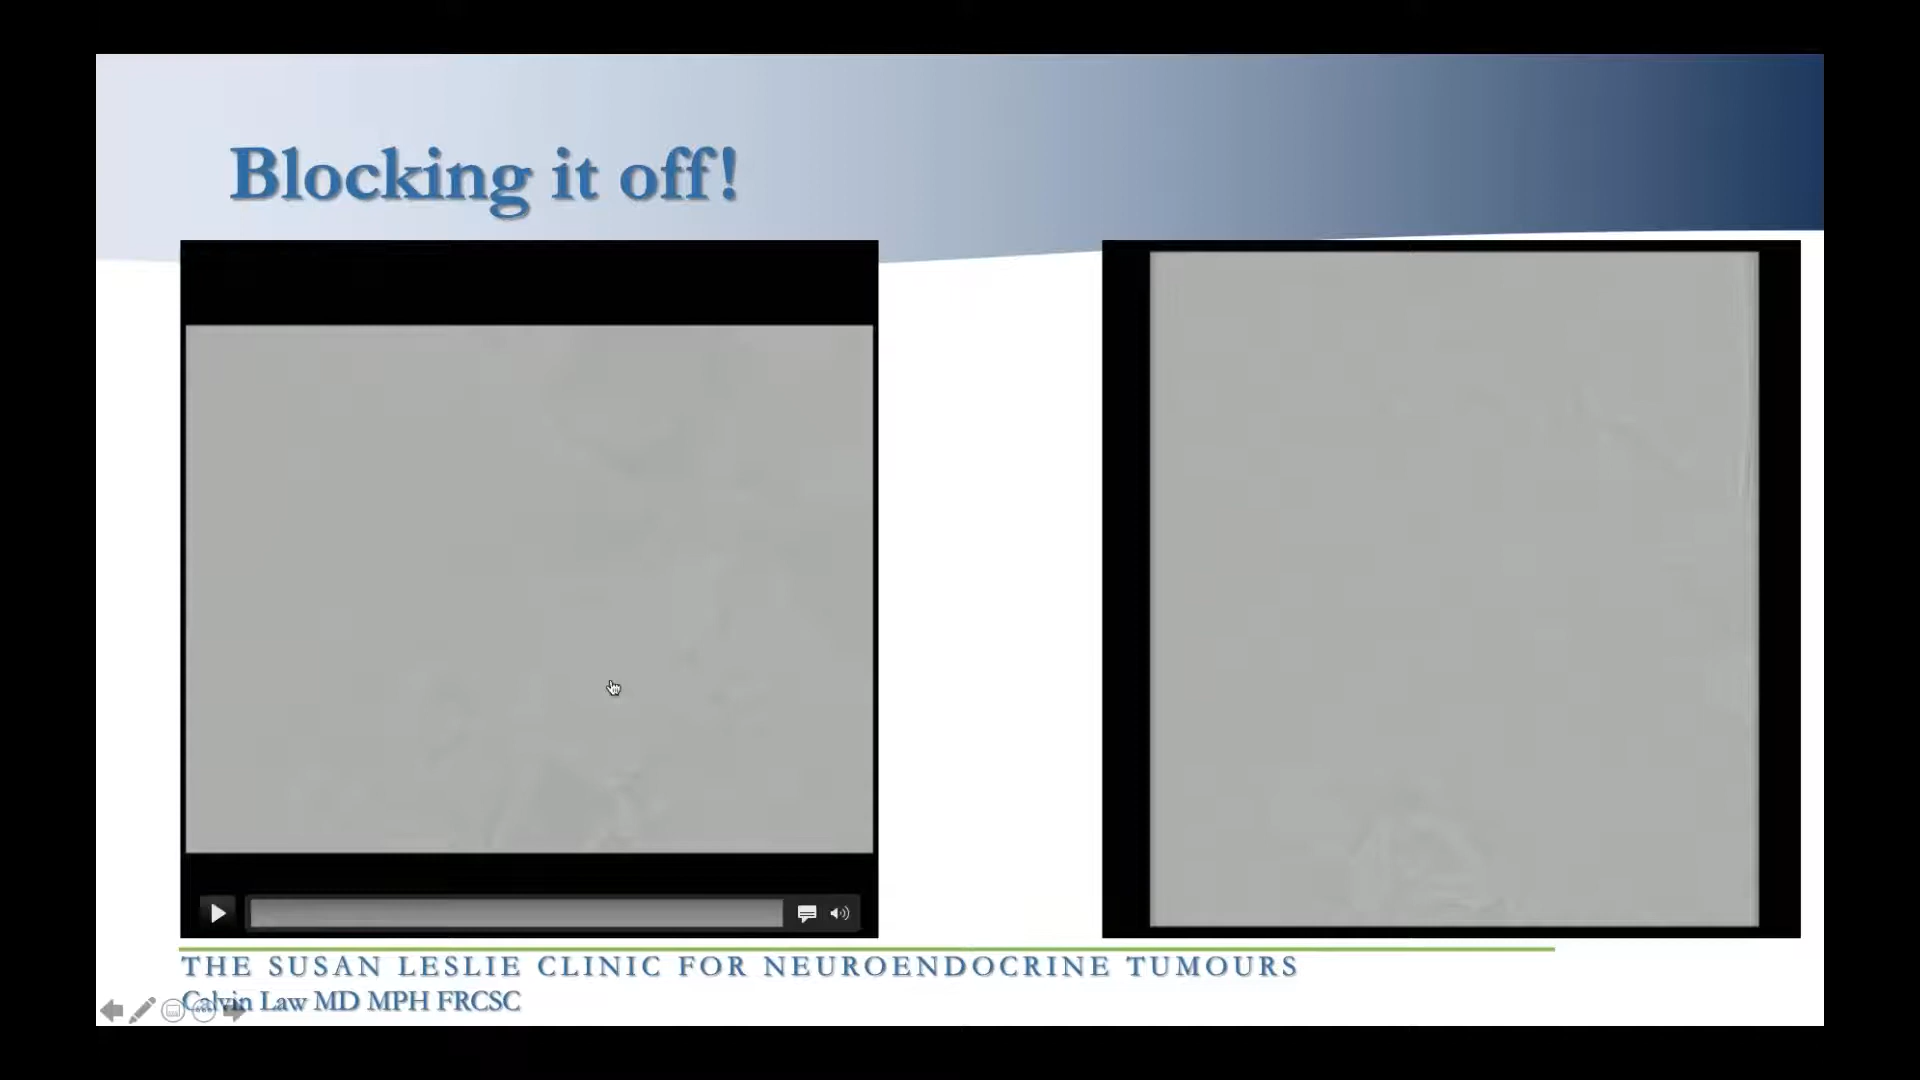 Blocking it off!
THE SUSAN LESLIE CLINIC FOR NEUROENDOCRINE TUMOURS
Calvin Law MD MPH FRCSC